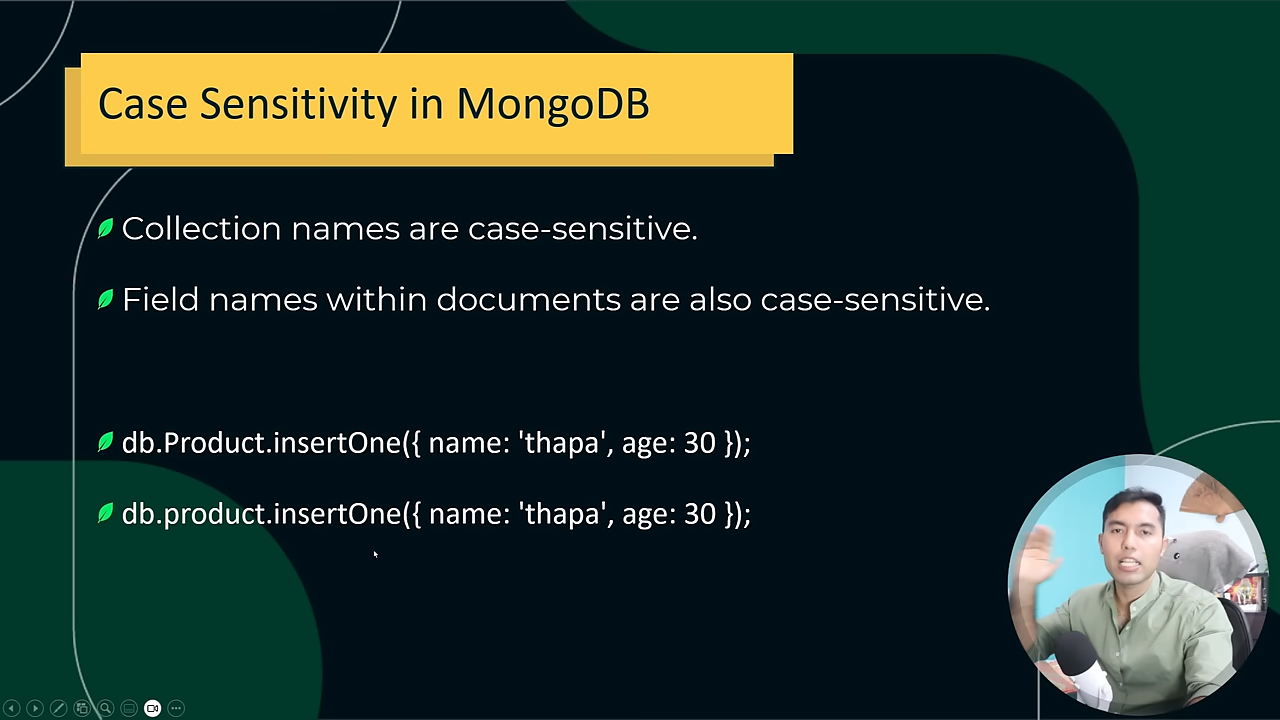 Case Sensitivity in MongoDB
Collection names are case-sensitive.
Field names within documents are also case-sensitive.
db.Product.insertOne({ name: 'thapa', age: 30 });
db.product.insertOne({ name: 'thapa', age: 30 });